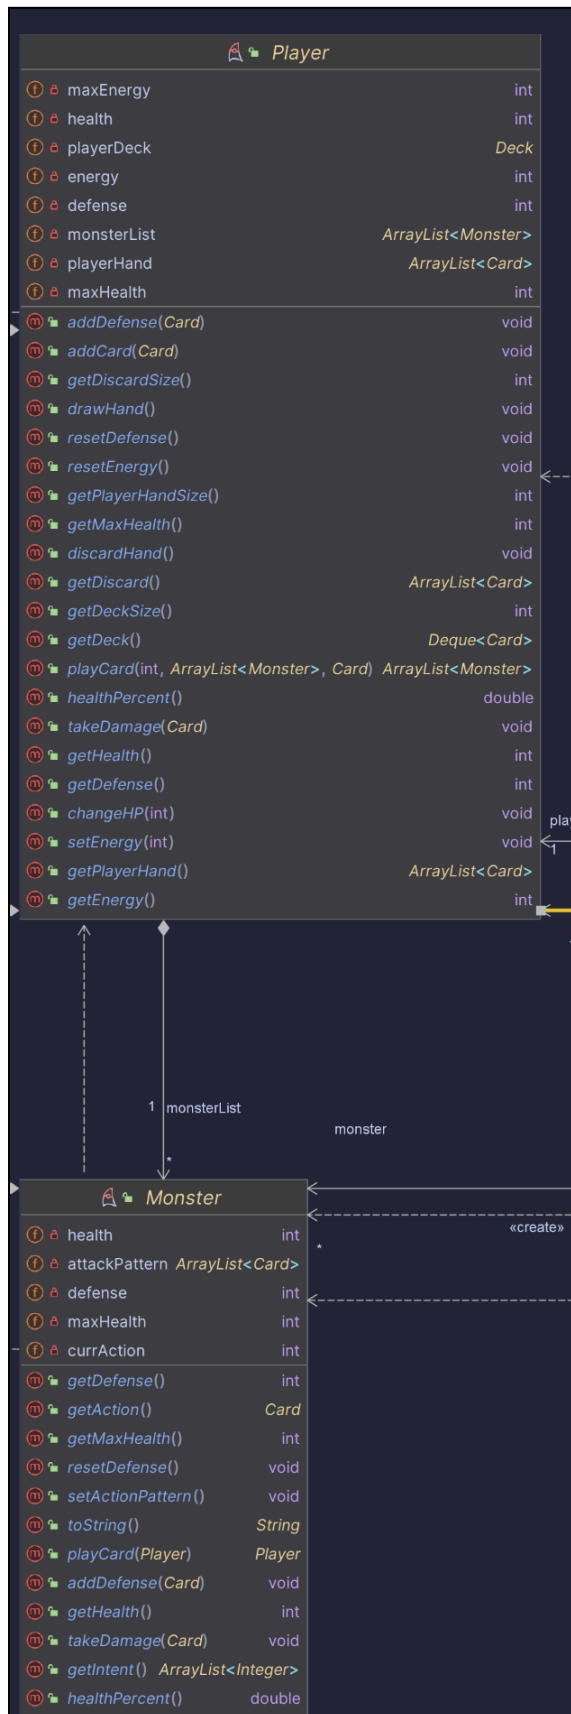 Player
maxEnergy int
health int
playerDeck Deck
energy int
defense int
monsterList ArrayList<Monster>
playerHand ArrayList<Card>
maxHealth int
addDefense(Card) void
addCard(Card) void
getDiscardSize() int
drawHand() void
resetDefense() void
resetEnergy() void
getPlayerHandSize() int
getMaxHealth() int
discardHand() void
getDiscard() ArrayList<Card>
getDeckSize() int
getDeck() Deque<Card>
playCard(int, ArrayList<Monster>, Card) ArrayList<Monster>
healthPercent() double
takeDamage(Card) void
getHealth() int
getDefense() int
changeHP(int) void
play
setEnergy(int) void
1
getPlayerHand() ArrayList<Card>
getEnergy() int
1 monsterList
monster
*
Monster
«create»
health int
*
attackPattern ArrayList<Card>
defense int
maxHealth int
currAction int
getDefense() int
getAction() Card
getMaxHealth() int
resetDefense() void
setActionPattern() void
toString() String
playCard(Player) Player
addDefense(Card) void
getHealth() int
takeDamage(Card) void
getIntent() ArrayList<Integer>
healthPercent() double